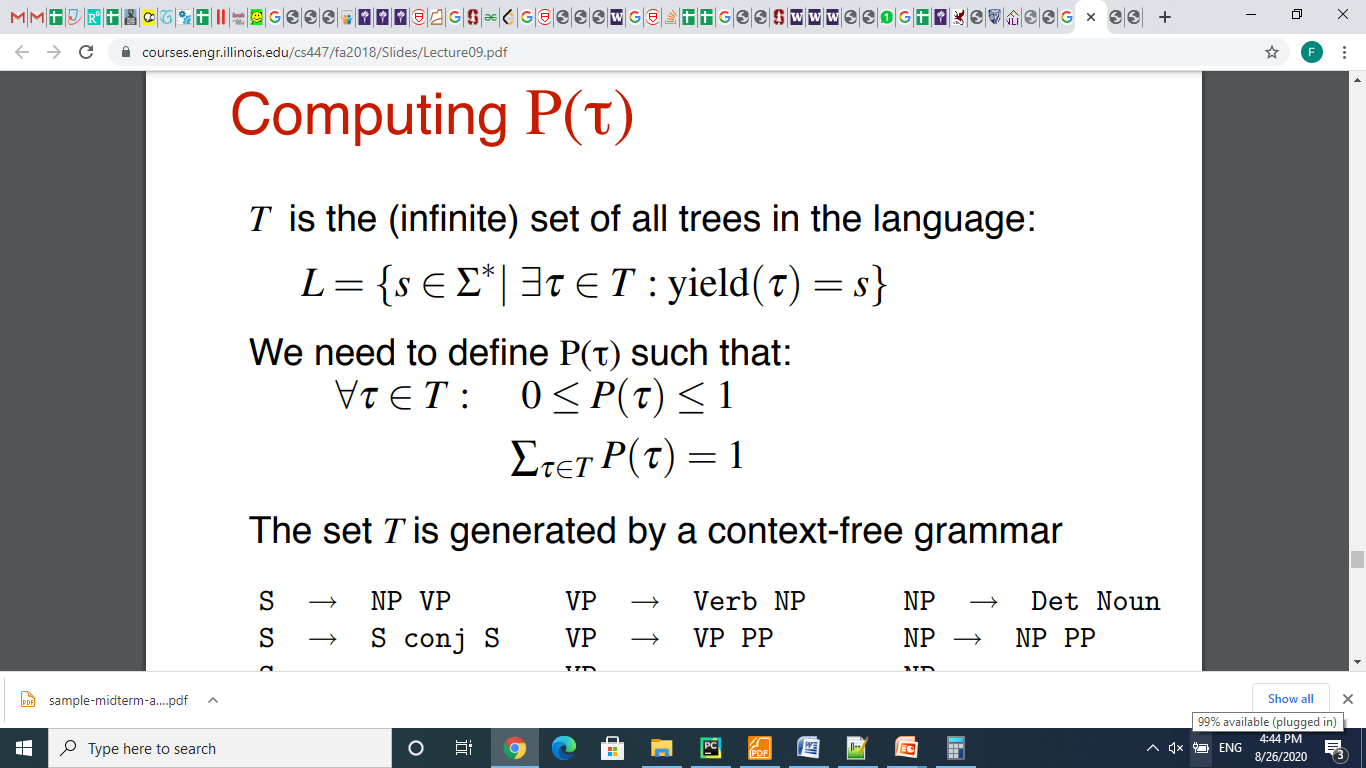 courses.engr.illinois.edu/cs447/fa2018/Slides/Lecture09.pdf
F
Computing P(τ)
T is the (infinite) set of all trees in the language:
L = {s ∈ Σ*| ∃τ ∈ T : yield(τ) = s}
We need to define P(τ) such that:
∀τ ∈ T : 0 ≤ P(τ) ≤ 1
∑τ∈T P(τ) = 1
The set T is generated by a context-free grammar
S → NP VP VP → Verb NP NP → Det Noun
S → S conj S VP → VP PP NP → NP PP
sample-midterm-a....pdf
Show all
99% available (plugged in)
Type here to search
ENG
4:44 PM
8/26/2020
3